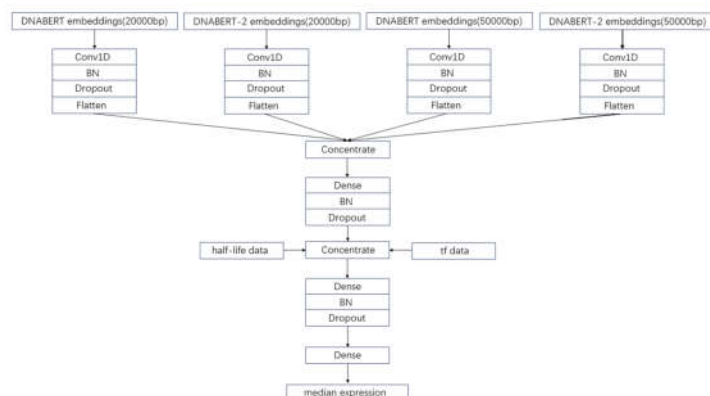 DNABERT embeddings(20000bp)
DNABERT-2 embeddings(20000bp)
DNABERT embeddings(50000bp)
DNABERT-2 embeddings(50000bp)
Conv1D
BN
Dropout
Flatten
Conv1D
BN
Dropout
Flatten
Conv1D
BN
Dropout
Flatten
Conv1D
BN
Dropout
Flatten
Concentrate
Dense
BN
Dropout
half-life data
Concentrate
tf data
Dense
BN
Dropout
Dense
median expression